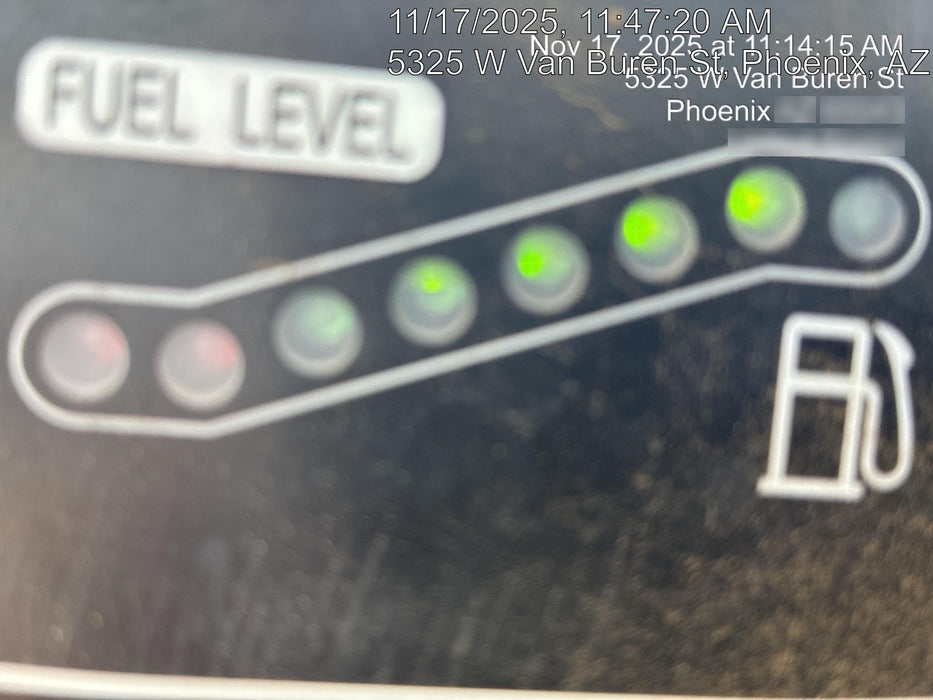 11/17/2025, 11:47:20 AM
Nov 17, 2025 at 11:14:15 AM
5325 W Van Buren St, Phoenix, AZ
5325 W Van Buren St
Phoenix
FUEL LEVEL